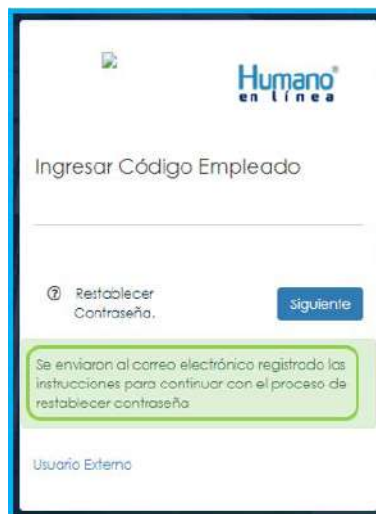 Humano®
en línea
Ingresar Código Empleado
Restablecer
Contraseña.
Siguiente
Se enviaron al correo electrónico registrado las
instrucciones para continuar con el proceso de
restablecer contraseña
Usuario Externo